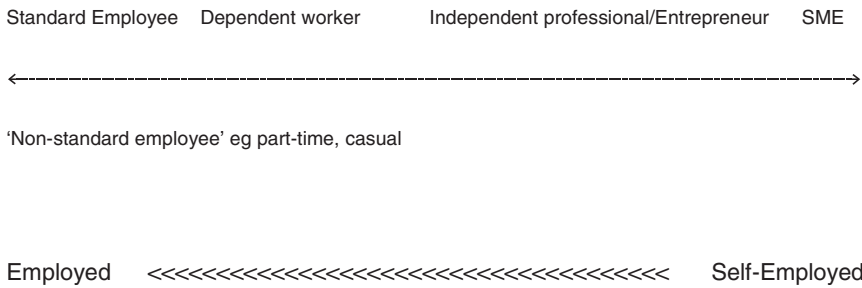 Standard Employee Dependent worker Independent professional/Entrepreneur SME
‘Non-standard employee’ eg part-time, casual
Employed <<<<<<<<<<<<<<<<<<<<<<<<<<<<<<<<<<<<<< Self-Employed